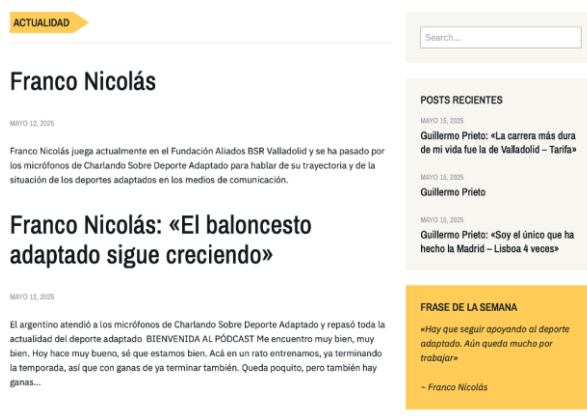 ACTUALIDAD
Franco Nicolás
MAYO 12, 2025
Franco Nicolás juega actualmente en el Fundación Aliados BSR Valladolid y se ha pasado por
los micrófonos de Charlando Sobre Deporte Adaptado para hablar de su trayectoria y de la
situación de los deportes adaptados en los medios de comunicación.
Franco Nicolás: «El baloncesto
adaptado sigue creciendo»
MAYO 12, 2025
El argentino atendió a los micrófonos de Charlando Sobre Deporte Adaptado y repasó toda la
actualidad del deporte adaptado  BIENVENIDA AL PÓDCAST Me encuentro muy bien, muy
bien. Hoy hace muy bueno, sé que estamos bien. Acá en un rato entrenamos, ya terminando
la temporada, así que con ganas de ya terminar también. Queda poquito, pero también hay
ganas...
Search...
POSTS RECIENTES
MAYO 15, 2025
Guillermo Prieto: «La carrera más dura
de mi vida fue la de Valladolid – Tarifa»
MAYO 15, 2025
Guillermo Prieto
MAYO 15, 2025
Guillermo Prieto: «Soy el único que ha
hecho la Madrid – Lisboa 4 veces»
FRASE DE LA SEMANA
«Hay que seguir apoyando al deporte
adaptado. Aún queda mucho por
trabajar»
~ Franco Nicolás